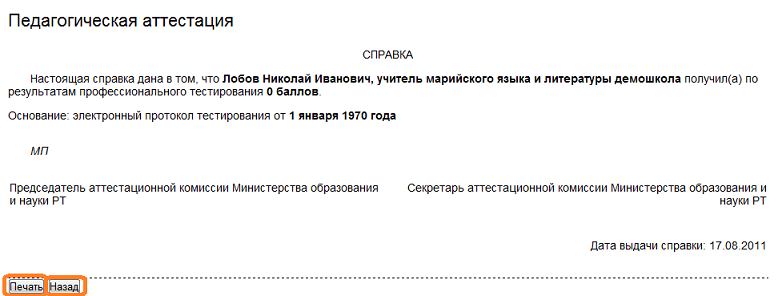 Педагогическая аттестация
СПРАВКА
Настоящая справка дана в том, что Лобов Николай Иванович, учитель марийского языка и литературы демошкола получил(а) по
результатам профессионального тестирования 0 баллов.
Основание: электронный протокол тестирования от 1 января 1970 года
МП
Председатель аттестационной комиссии Министерства образования
и науки РТ
Секретарь аттестационной комиссии Министерства образования и
науки РТ
Дата выдачи справки: 17.08.2011
Печать Назад